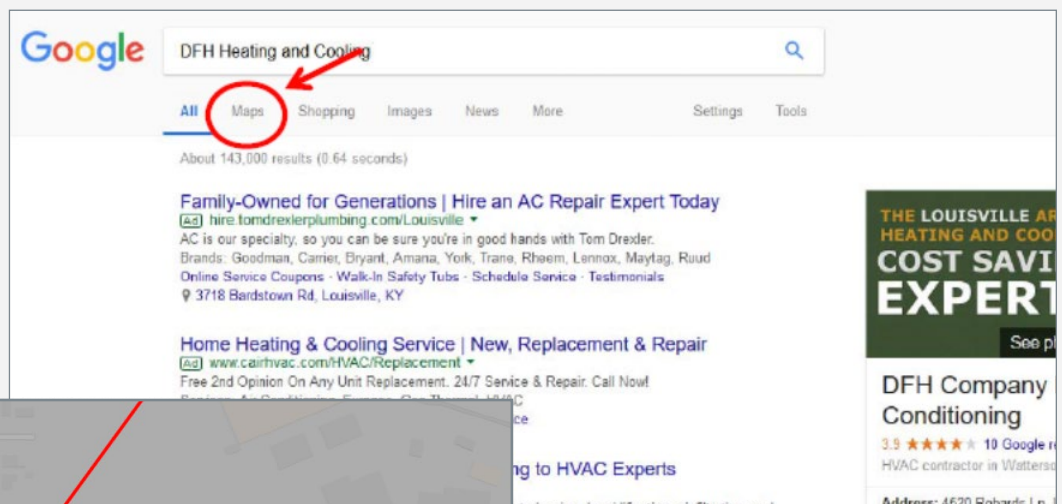 Google
DFH Heating and Cooling
All Maps Shopping Images News More Settings Tools
About 143,000 results (0.64 seconds)
Family-Owned for Generations | Hire an AC Repair Expert Today
Ad hire.tomdrexlerplumbing.com/Louisville
AC is our specialty, so you can be sure you're in good hands with Tom Drexler.
Brands: Goodman, Carrier, Bryant, Amana, York, Trane, Rheem, Lennox, Maytag, Ruud
Online Service Coupons · Walk-In Safety Tubs · Schedule Service · Testimonials
3718 Bardstown Rd, Louisville, KY
Home Heating & Cooling Service | New, Replacement & Repair
Ad www.cairhvac.com/HVAC/Replacement
Free 2nd Opinion On Any Unit Replacement. 24/7 Service & Repair. Call Now!
to HVAC Experts
THE LOUISVILLE
HEATING AND
COST
See
DFH Company
Conditioning
3.9 10 Google
HVAC contractor in
Address: 4620 Robards Ln